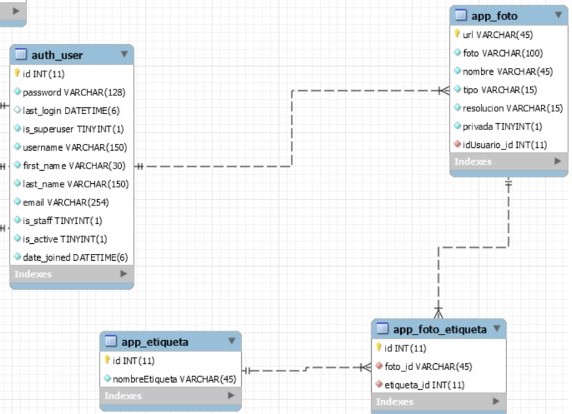 auth_user
id INT(11)
password VARCHAR(128)
last_login DATETIME(6)
is_superuser TINYINT(1)
username VARCHAR(150)
first_name VARCHAR(30)
last_name VARCHAR(150)
email VARCHAR(254)
is_staff TINYINT(1)
is_active TINYINT(1)
date_joined DATETIME(6)
Indexes
app_foto
url VARCHAR(45)
foto VARCHAR(100)
nombre VARCHAR(45)
tipo VARCHAR(15)
resolucion VARCHAR(15)
privada TINYINT(1)
idUsuario_id INT(11)
Indexes
app_etiqueta
id INT(11)
nombreEtiqueta VARCHAR(45)
Indexes
app_foto_etiqueta
id INT(11)
foto_id VARCHAR(45)
etiqueta_id INT(11)
Indexes